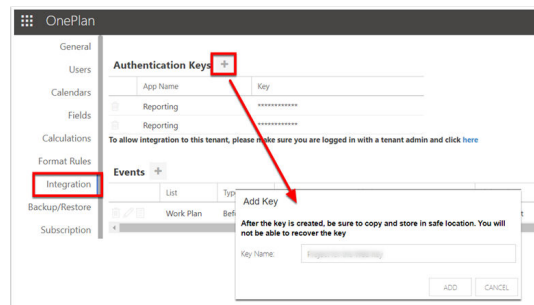 OnePlan
General
Users
Calendars
Fields
Calculations
Format Rules
Integration
Backup/Restore
Subscription
Authentication Keys +
App Name Key
Reporting ************
Reporting ************
To allow integration to this tenant, please make sure you are logged in with a tenant admin and click here
Events +
List Typ
Work Plan Befo
Add Key
After the key is created, be sure to copy and store in safe location. You will
not be able to recover the key
Key Name:
ADD CANCEL